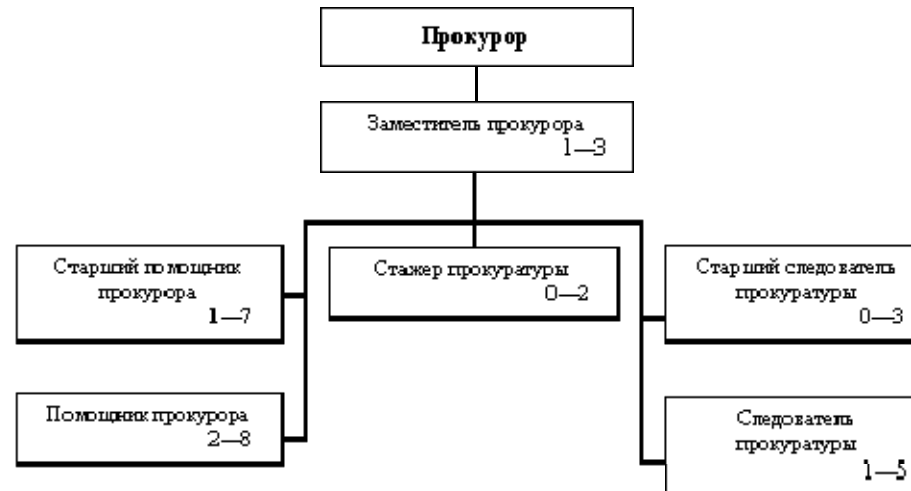 Прокурор
Заместитель прокурора
1—3
Старший помощник
прокурора
1—7
Стажер прокуратуры
0—2
Старший следователь
прокуратуры
0—3
Помощник прокурора
2—8
Следователь
прокуратуры
1—5